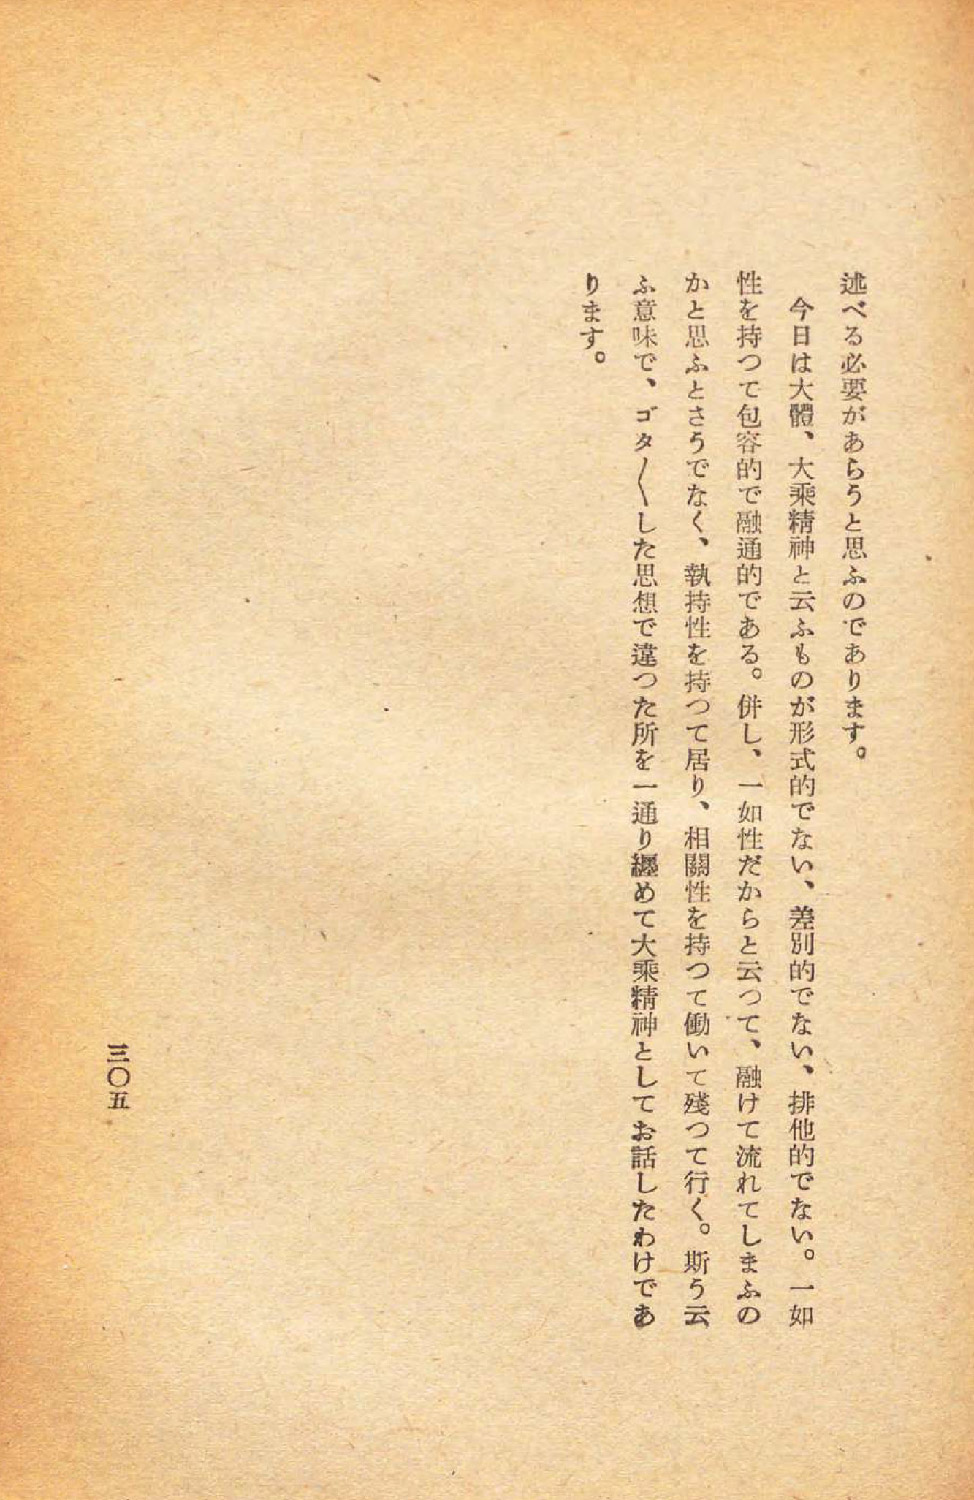 述べる必要があらうと思ふのであります。
今日は大體、大乘精神と云ふものが形式的でない、差別的でない、排他的でない。一如
性を持つて包容的で融通的である。併し、一如性だからと云つて、融けて流れてしまふの
かと思ふとさうでなく、執持性を持つて居り、相關性を持つて働いて殘つて行く。斯う云
ふ意味で、ゴタ〱した思想で違つた所を一通り纒めて大乘精神としてお話したわけであ
ります。
三〇五